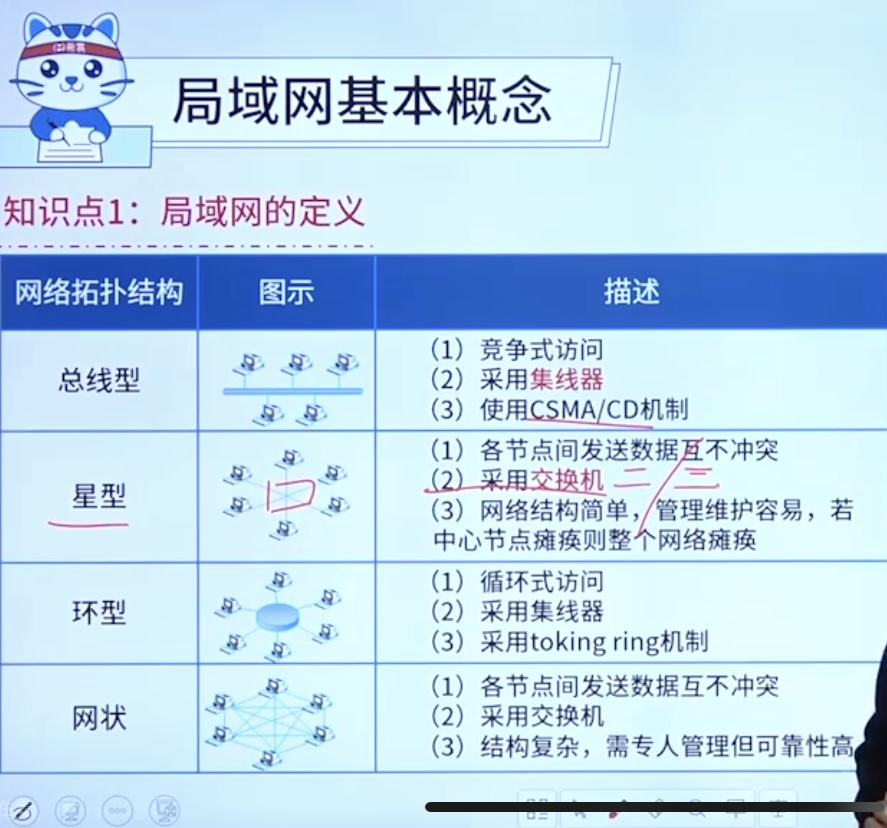 局域网基本概念
知识点1：局域网的定义
网络拓扑结构 图示 描述
总线型
（1）竞争式访问
（2）采用集线器
（3）使用CSMA/CD机制
星型
（1）各节点间发送数据互不冲突
（2）采用交换机 二/三
（3）网络结构简单，管理维护容易，若
中心节点瘫痪则整个网络瘫痪
环型
（1）循环式访问
（2）采用集线器
（3）采用toking ring机制
网状
（1）各节点间发送数据互不冲突
（2）采用交换机
（3）结构复杂，需专人管理但可靠性高